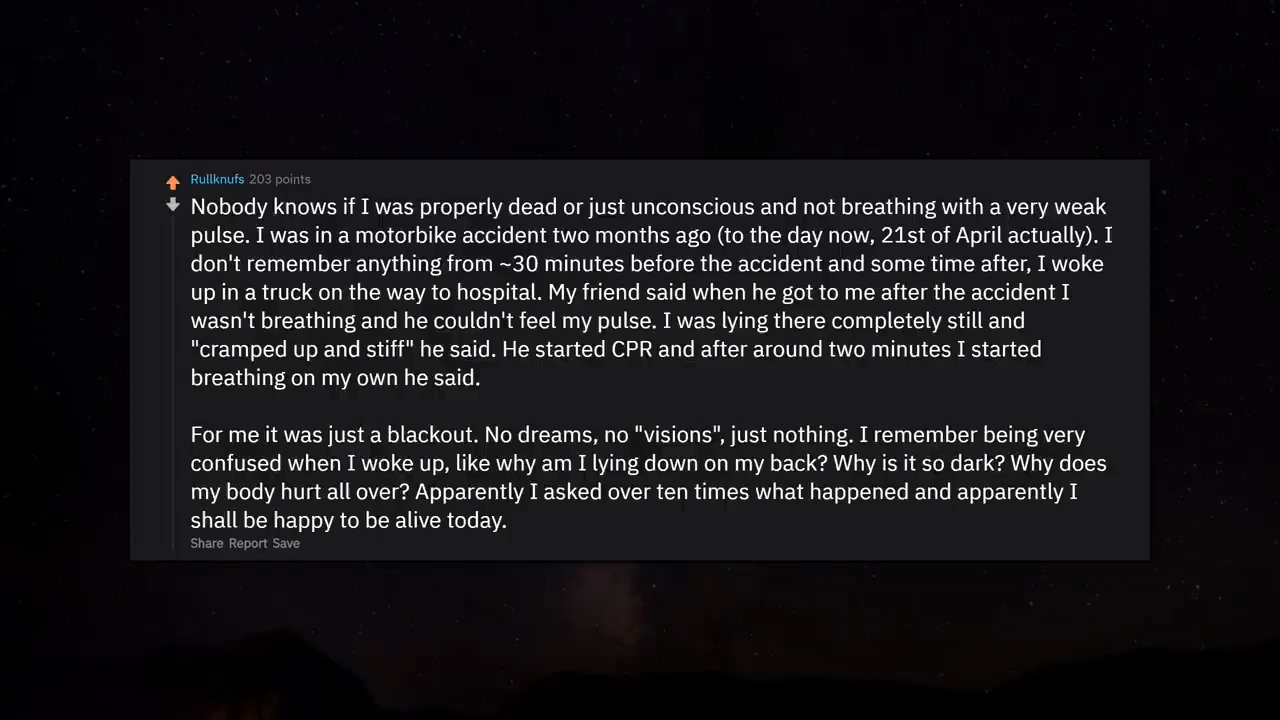 Rullknufs 203 points
Nobody knows if I was properly dead or just unconscious and not breathing with a very weak
pulse. I was in a motorbike accident two months ago (to the day now, 21st of April actually). I
don't remember anything from ~30 minutes before the accident and some time after, I woke
up in a truck on the way to hospital. My friend said when he got to me after the accident I
wasn't breathing and he couldn't feel my pulse. I was lying there completely still and
"cramped up and stiff" he said. He started CPR and after around two minutes I started
breathing on my own he said.
For me it was just a blackout. No dreams, no "visions", just nothing. I remember being very
confused when I woke up, like why am I lying down on my back? Why is it so dark? Why does
my body hurt all over? Apparently I asked over ten times what happened and apparently I
shall be happy to be alive today.
Share Report Save